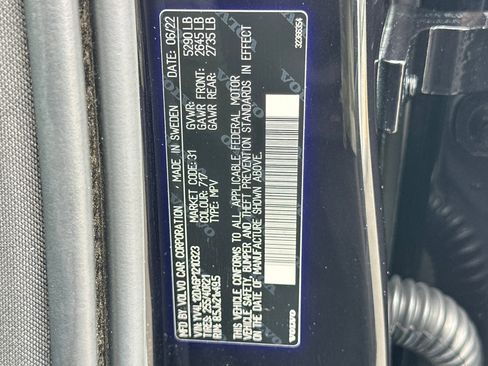 MFD BY VOLVO CAR CORPORATION , MADE IN SWEDEN DATE: 06/22
MARKET CODE: 31
COLOUR: 717
TYPE: MPV
GVWR: 5290 LB
GAWR FRONT: 2645 LB
GAWR REAR: 2735 LB
THIS VEHICLE CONFORMS TO ALL APPLICABLE FEDERAL MOTOR
VEHICLE SAFETY, BUMPER AND THEFT PREVENTION STANDARDS
IN EFFECT ON THE DATE OF MANUFACTURE SHOWN ABOVE.
VOLVO
32366354